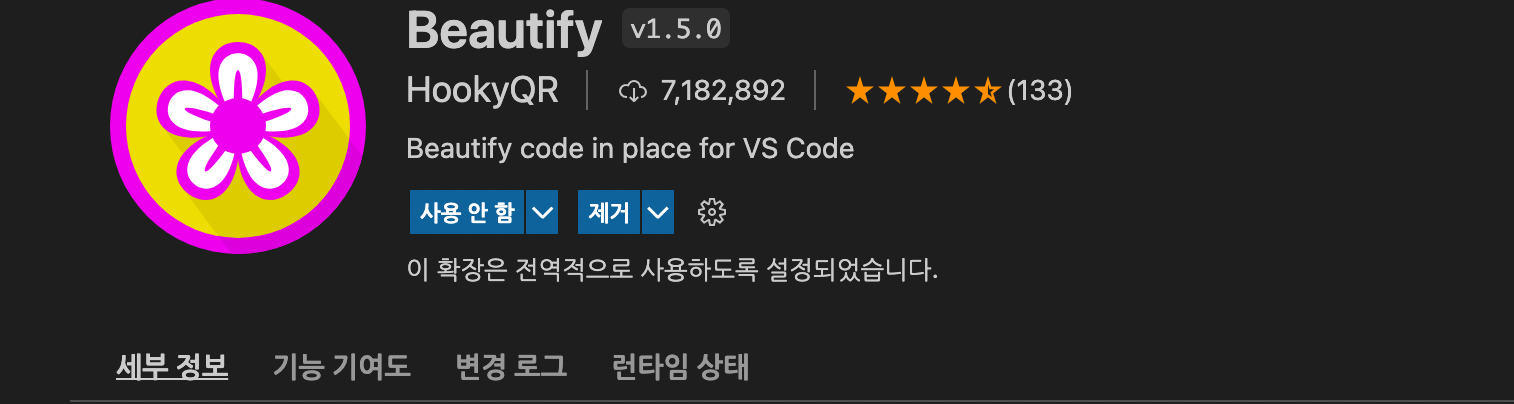 Beautify v1.5.0
HookyQR 7,182,892 (133)
Beautify code in place for VS Code
사용 안 함 제거
이 확장은 전역적으로 사용하도록 설정되었습니다.
세부 정보 기능 기여도 변경 로그 런타임 상태